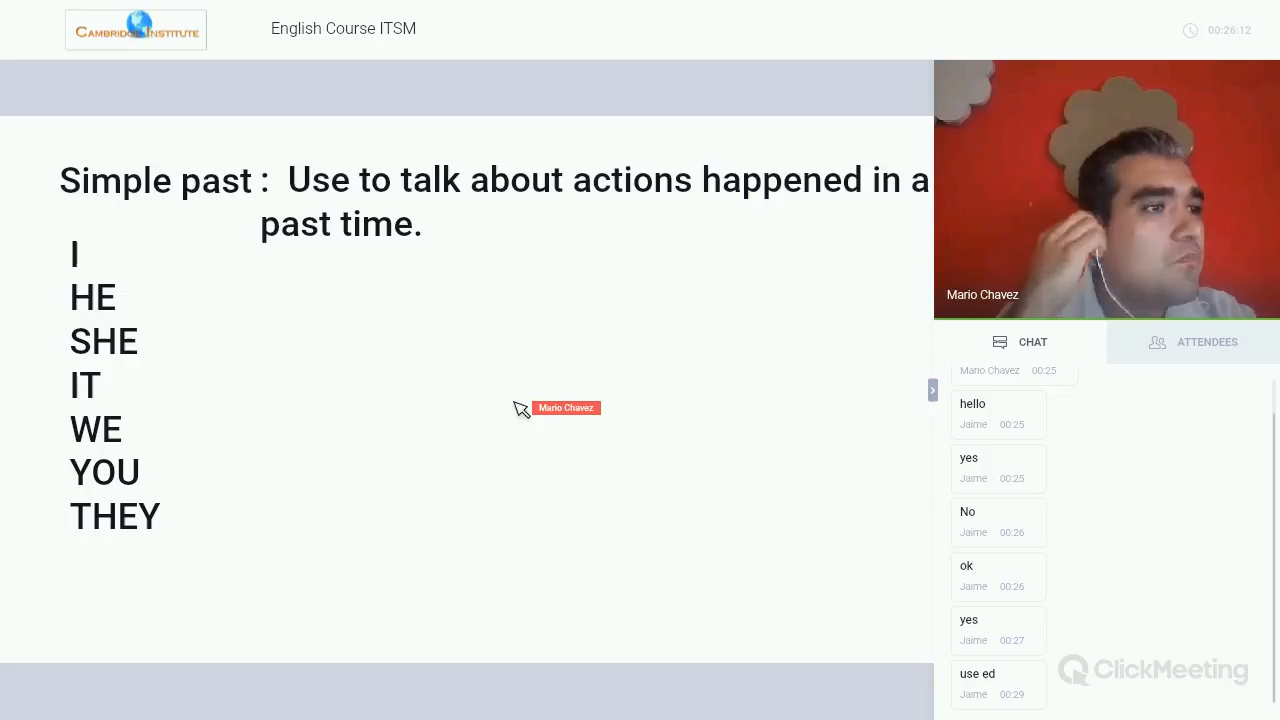 CAMBRIDGE INSTITUTE
English Course ITSM
00:26:12
Simple past : Use to talk about actions happened in a
past time.
I
HE
SHE
IT
WE
YOU
THEY
Mario Chavez
Mario Chavez
CHAT
ATTENDEES
Mario Chavez 00:25
hello
Jaime 00:25
yes
Jaime 00:25
No
Jaime 00:26
ok
Jaime 00:26
yes
Jaime 00:27
use ed
Jaime 00:29
ClickMeeting